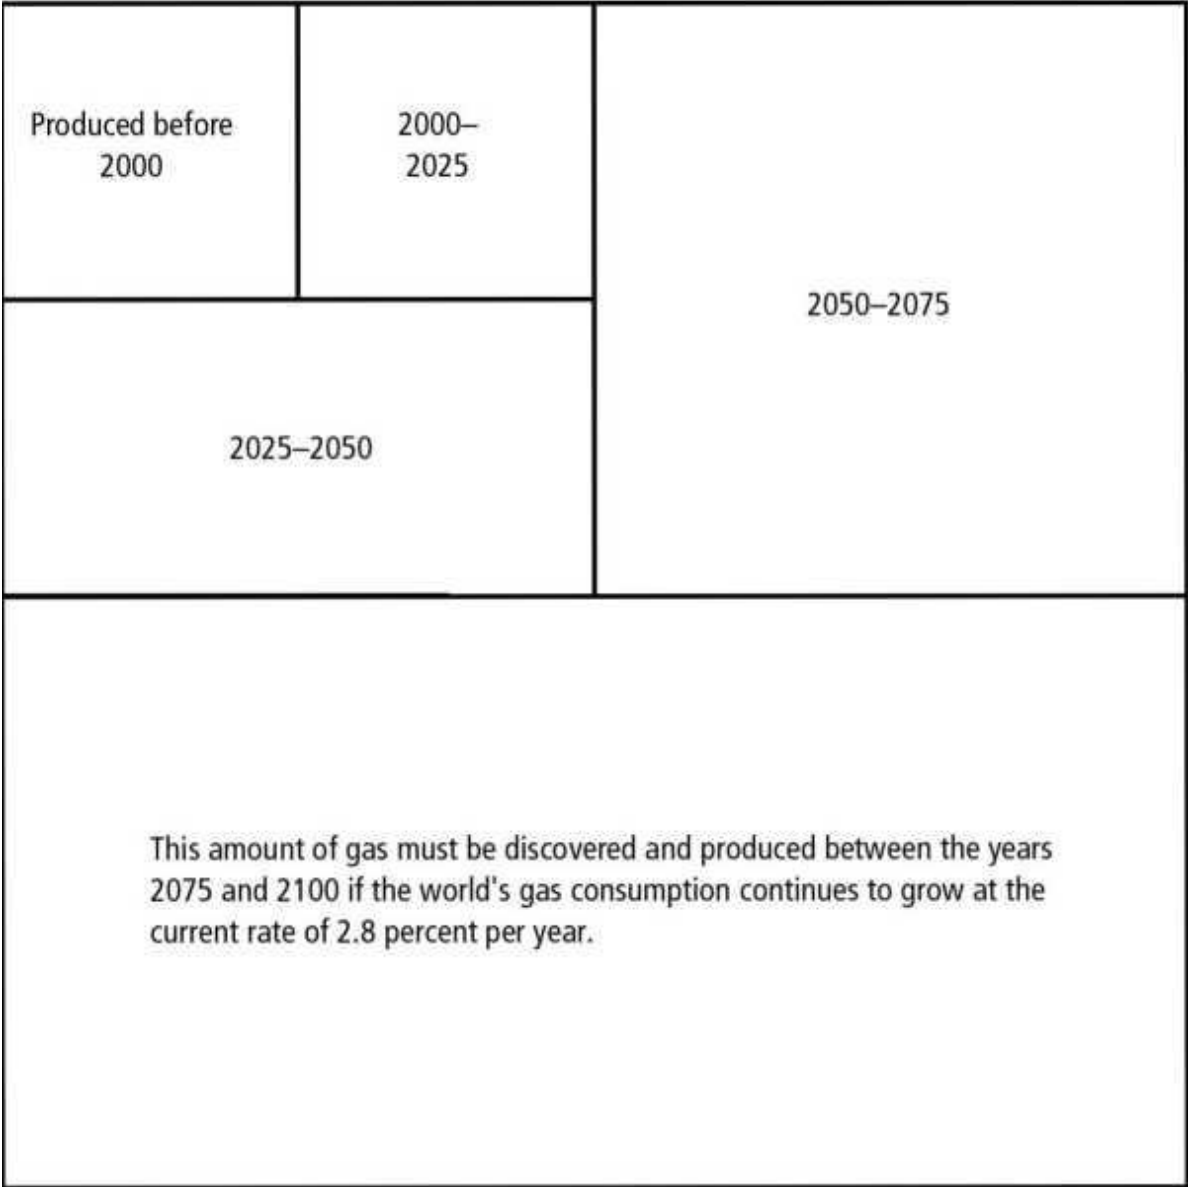 Produced before
2000
2000–
2025
2050–2075
2025–2050
This amount of gas must be discovered and produced between the years
2075 and 2100 if the world's gas consumption continues to grow at the
current rate of 2.8 percent per year.